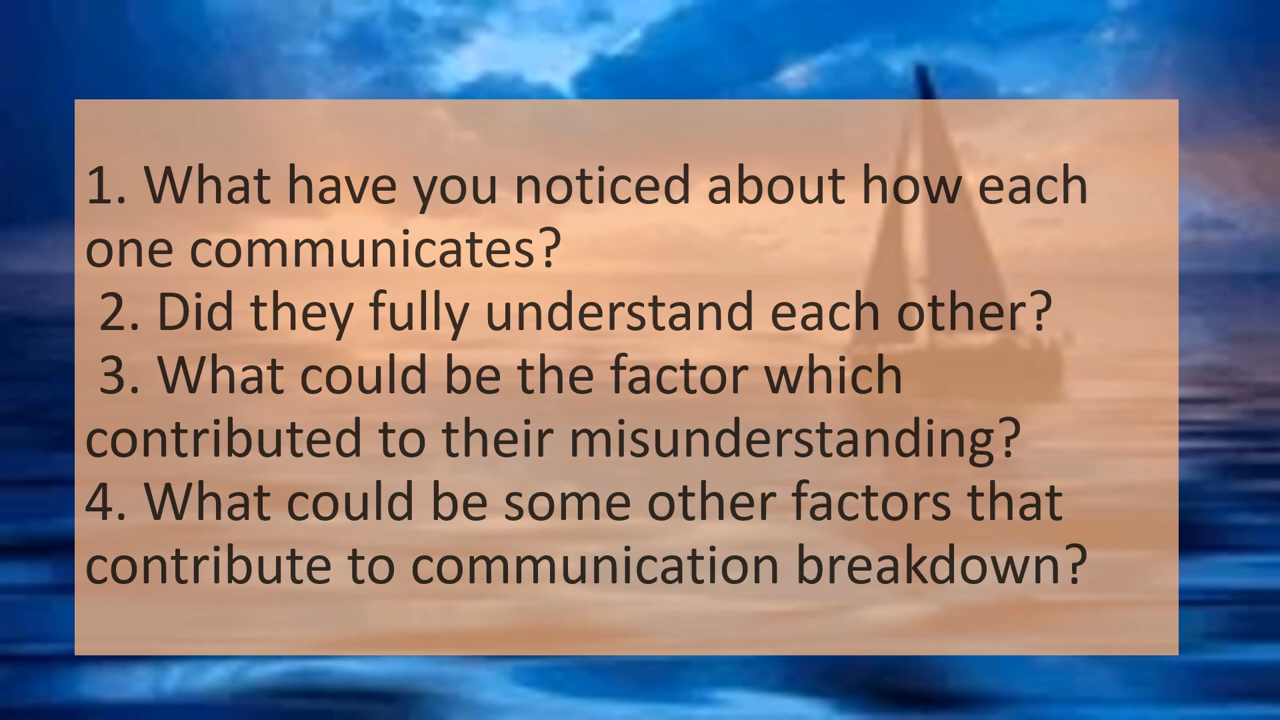 1. What have you noticed about how each
one communicates?
2. Did they fully understand each other?
3. What could be the factor which
contributed to their misunderstanding?
4. What could be some other factors that
contribute to communication breakdown?